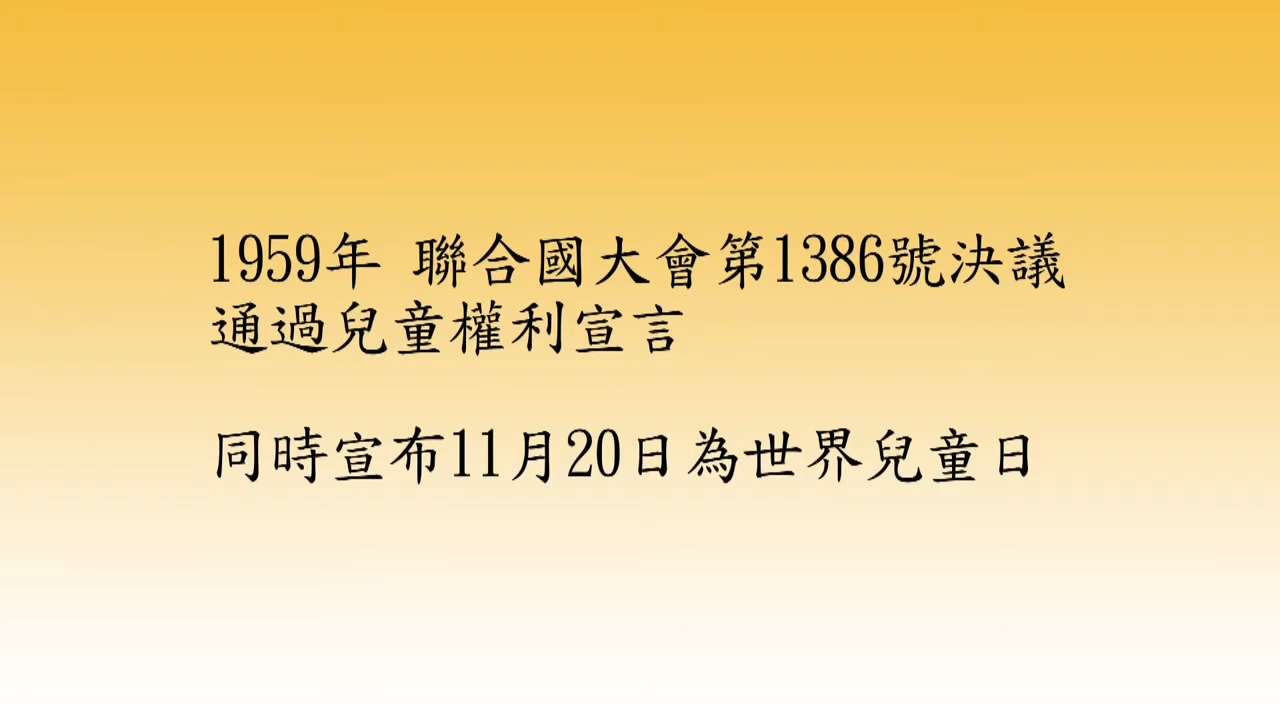 1959年 聯合國大會第1386號決議
通過兒童權利宣言
同時宣布11月20日為世界兒童日